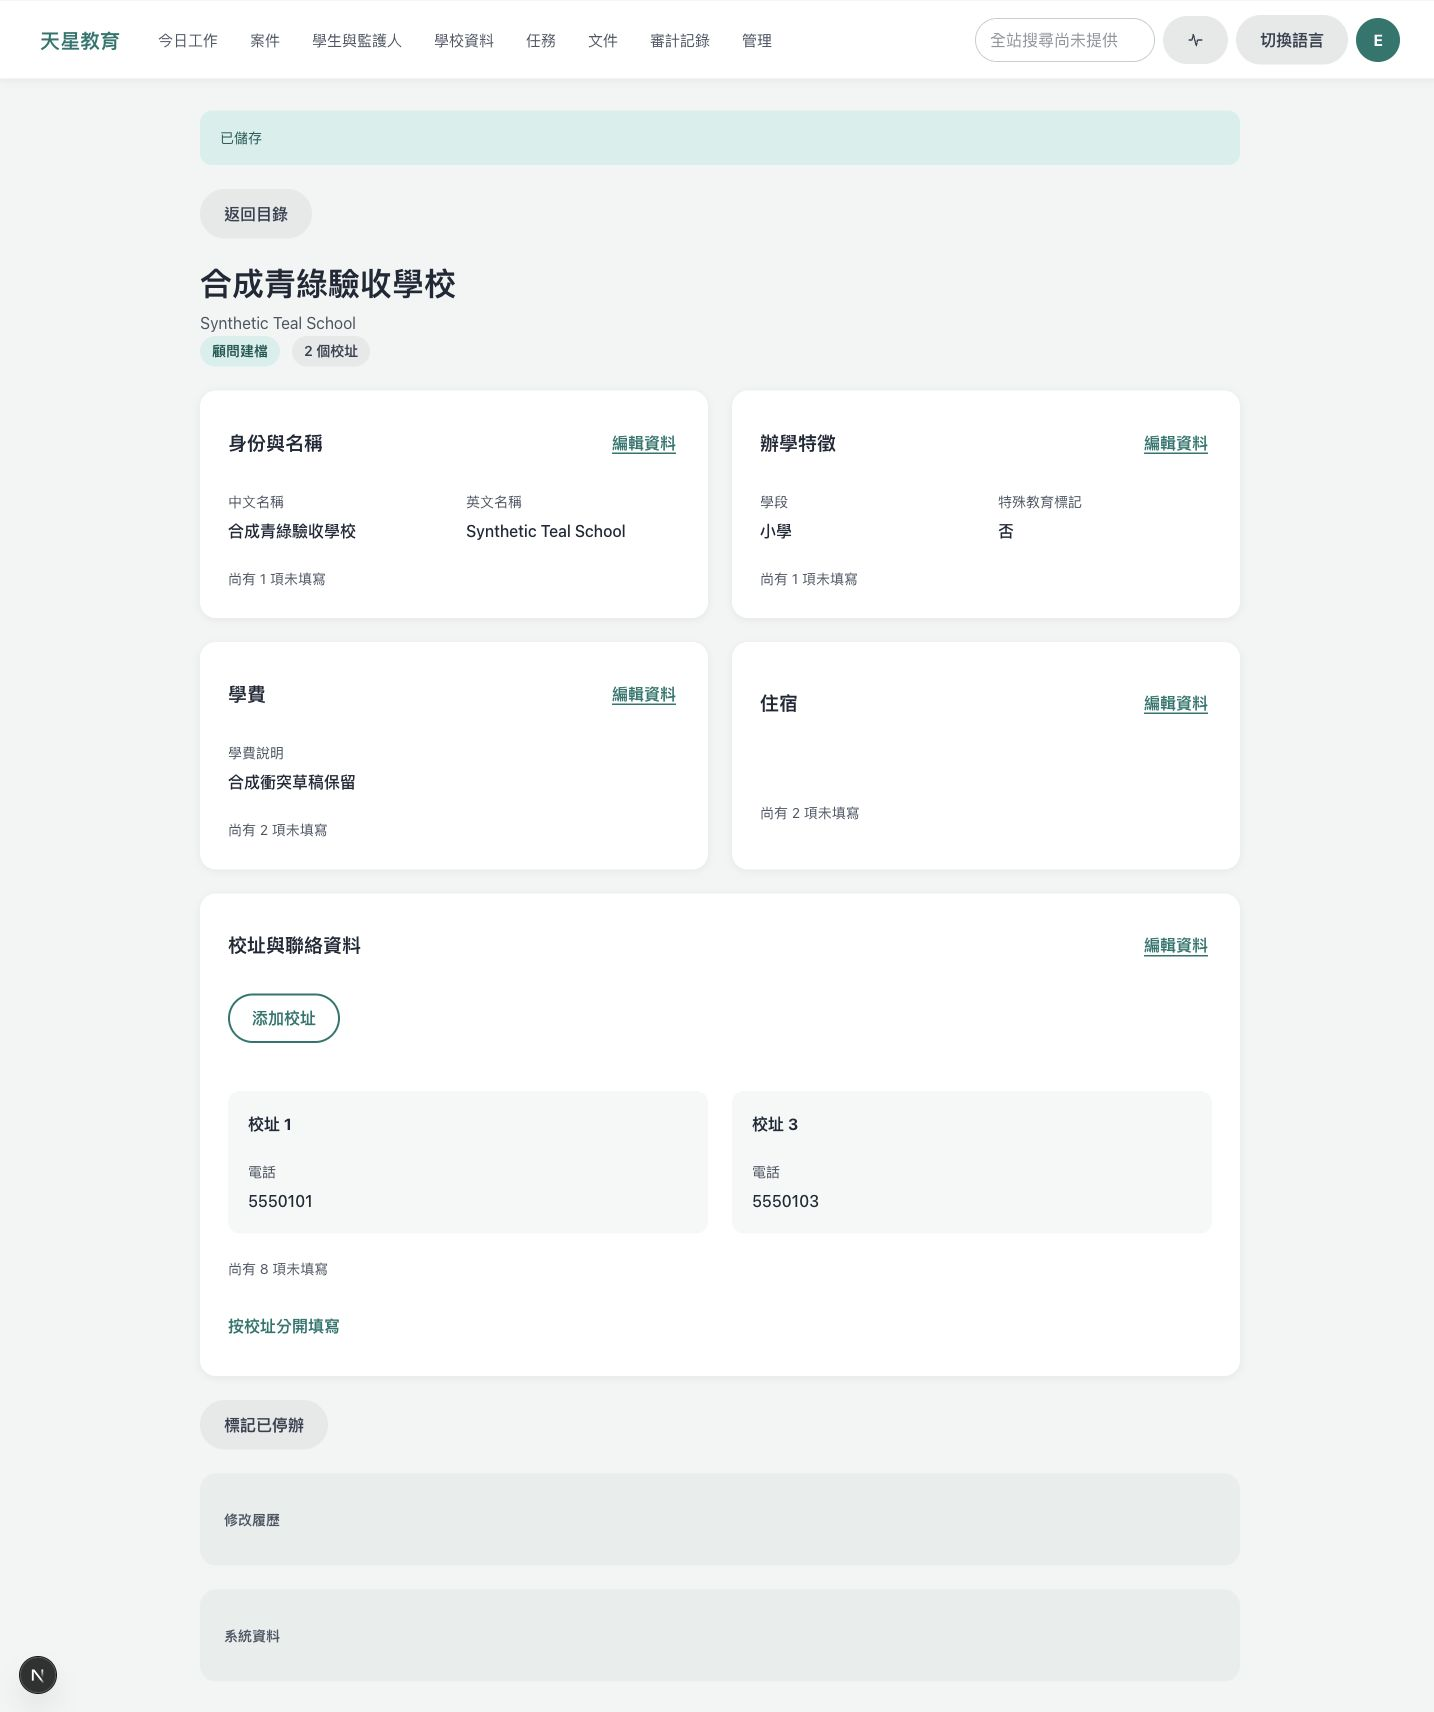 天星教育 今日工作 案件 學生與監護人 學校資料 任務 文件 審計記錄 管理 全站搜尋尚未提供 切換語言 E
已儲存
返回目錄
合成青綠驗收學校
Synthetic Teal School
顧問建檔 2 個校址
身份與名稱 編輯資料
中文名稱 英文名稱
合成青綠驗收學校 Synthetic Teal School
尚有 1 項未填寫
辦學特徵 編輯資料
學段 特殊教育標記
小學 否
尚有 1 項未填寫
學費 編輯資料
學費說明
合成衝突草稿保留
尚有 2 項未填寫
住宿 編輯資料
尚有 2 項未填寫
校址與聯絡資料 編輯資料
添加校址
校址 1
電話
5550101
校址 3
電話
5550103
尚有 8 項未填寫
按校址分開填寫
標記已停辦
修改履歷
系統資料
N